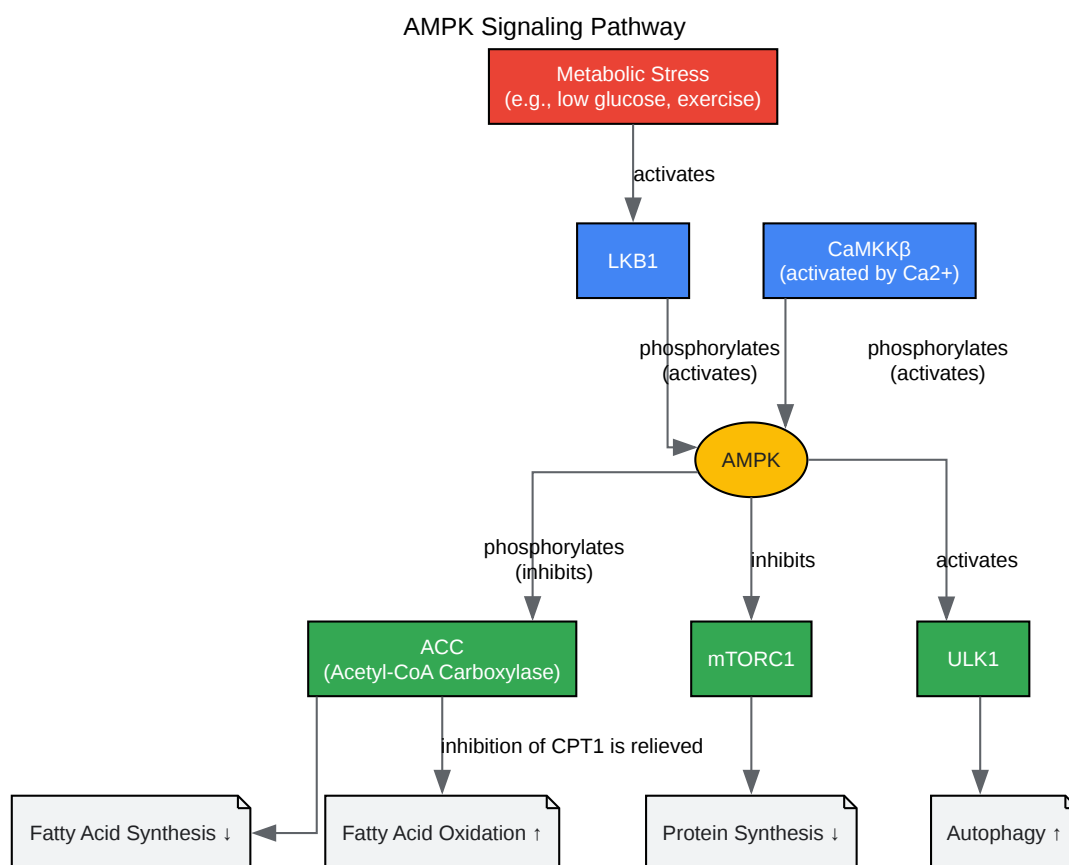 AMPK Signaling Pathway
Metabolic Stress
(e.g., low glucose, exercise)
activates
LKB1
CaMKKβ
(activated by Ca2+)
phosphorylates
(activates)
phosphorylates
(activates)
AMPK
phosphorylates
(inhibits)
inhibits
activates
ACC
(Acetyl-CoA Carboxylase)
mTORC1
ULK1
inhibition of CPT1 is relieved
Fatty Acid Synthesis ↓
Fatty Acid Oxidation ↑
Protein Synthesis ↓
Autophagy ↑